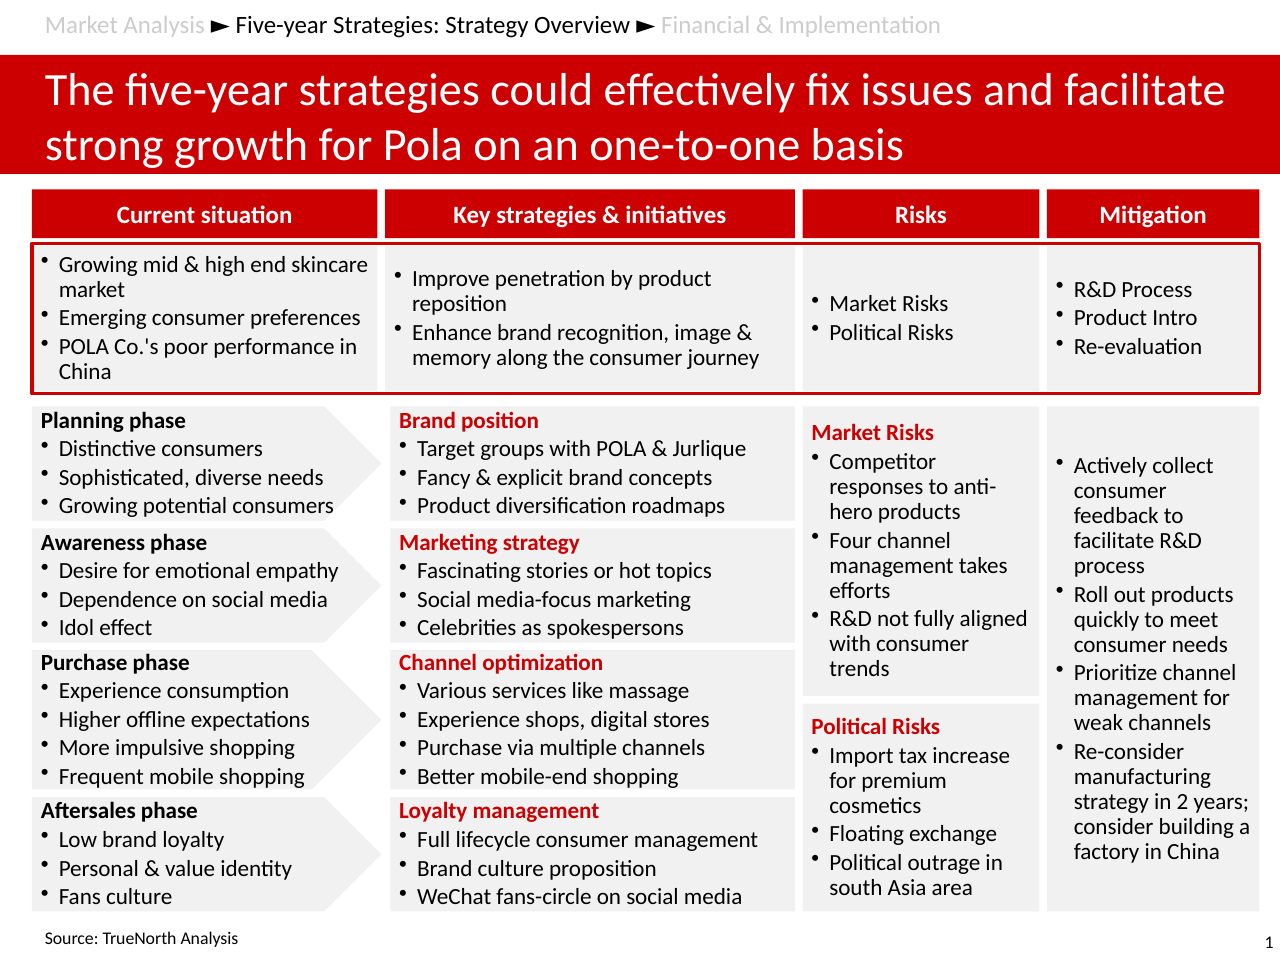 Market Analysis ► Five-year Strategies: Strategy Overview ► Financial & Implementation
The five-year strategies could effectively fix issues and facilitate
strong growth for Pola on an one-to-one basis
Current situation
Key strategies & initiatives
Risks
Mitigation
• Growing mid & high end skincare
market
• Emerging consumer preferences
• POLA Co.'s poor performance in
China
• Improve penetration by product
reposition
• Enhance brand recognition, image &
memory along the consumer journey
• Market Risks
• Political Risks
• R&D Process
• Product Intro
• Re-evaluation
Planning phase
• Distinctive consumers
• Sophisticated, diverse needs
• Growing potential consumers
Brand position
• Target groups with POLA & Jurlique
• Fancy & explicit brand concepts
• Product diversification roadmaps
Awareness phase
• Desire for emotional empathy
• Dependence on social media
• Idol effect
Marketing strategy
• Fascinating stories or hot topics
• Social media-focus marketing
• Celebrities as spokespersons
Purchase phase
• Experience consumption
• Higher offline expectations
• More impulsive shopping
• Frequent mobile shopping
Channel optimization
• Various services like massage
• Experience shops, digital stores
• Purchase via multiple channels
• Better mobile-end shopping
Aftersales phase
• Low brand loyalty
• Personal & value identity
• Fans culture
Loyalty management
• Full lifecycle consumer management
• Brand culture proposition
• WeChat fans-circle on social media
Market Risks
• Competitor
responses to anti-
hero products
• Four channel
management takes
efforts
• R&D not fully aligned
with consumer
trends
Political Risks
• Import tax increase
for premium
cosmetics
• Floating exchange
• Political outrage in
south Asia area
• Actively collect
consumer
feedback to
facilitate R&D
process
• Roll out products
quickly to meet
consumer needs
• Prioritize channel
management for
weak channels
• Re-consider
manufacturing
strategy in 2 years;
consider building a
factory in China
Source: TrueNorth Analysis
1